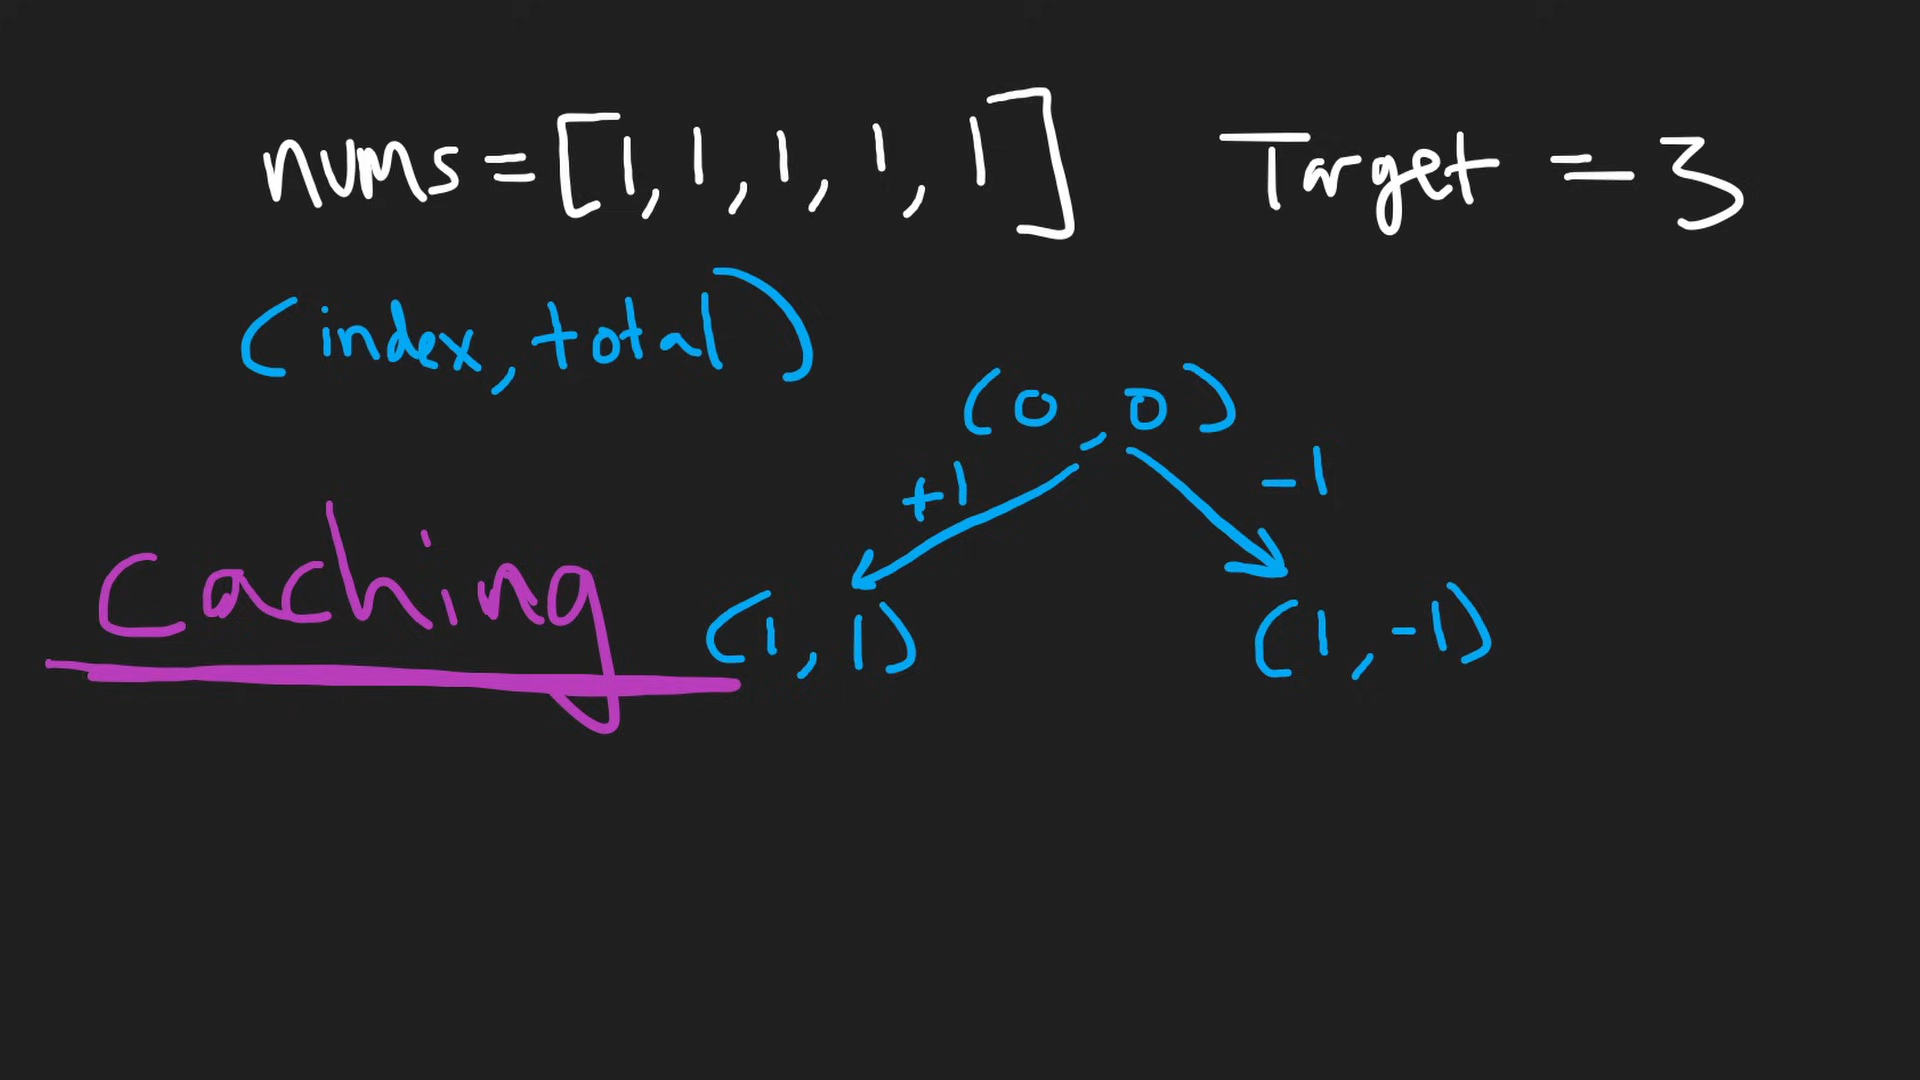 nums = [1, 1, 1, 1, 1] Target = 3
(index, total)
(0, 0)
+1 -1
caching
(1, 1) (1, -1)